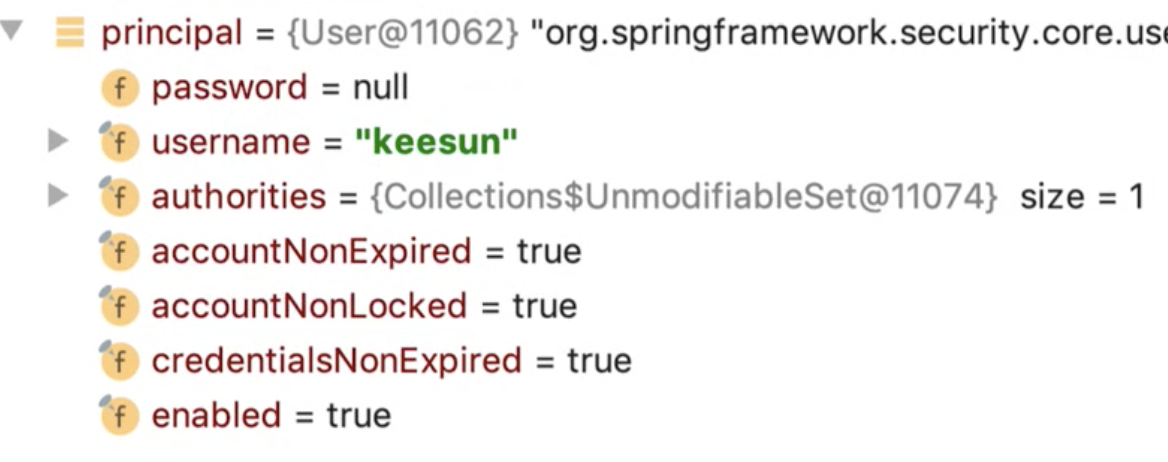 principal = {User@11062} "org.springframework.security.core.use
f password = null
f username = "keesun"
f authorities = {Collections$UnmodifiableSet@11074} size = 1
f accountNonExpired = true
f accountNonLocked = true
f credentialsNonExpired = true
f enabled = true